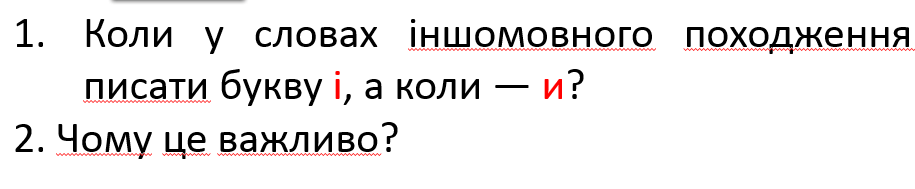 1. Коли у словах іншомовного походження
писати букву і, а коли — и?
2. Чому це важливо?